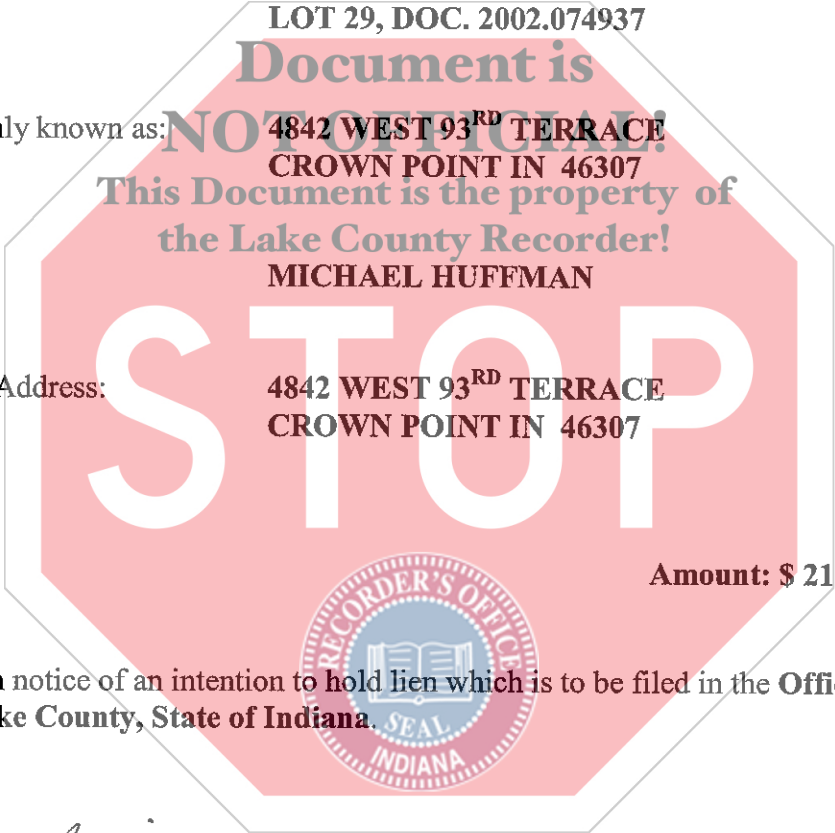 LOT 29, DOC. 2002.074937
Document is
NOT OFFICIAL!
ly known as: 4842 WEST 93RD TERRACE
CROWN POINT IN 46307
This Document is the property of
the Lake County Recorder!
MICHAEL HUFFMAN
STOP
Address: 4842 WEST 93RD TERRACE
CROWN POINT IN 46307
Amount: $ 21
RECORDER'S OFFICE
notice of an intention to hold lien which is to be filed in the Offi
ke County, State of Indiana.
SEAL
INDIANA